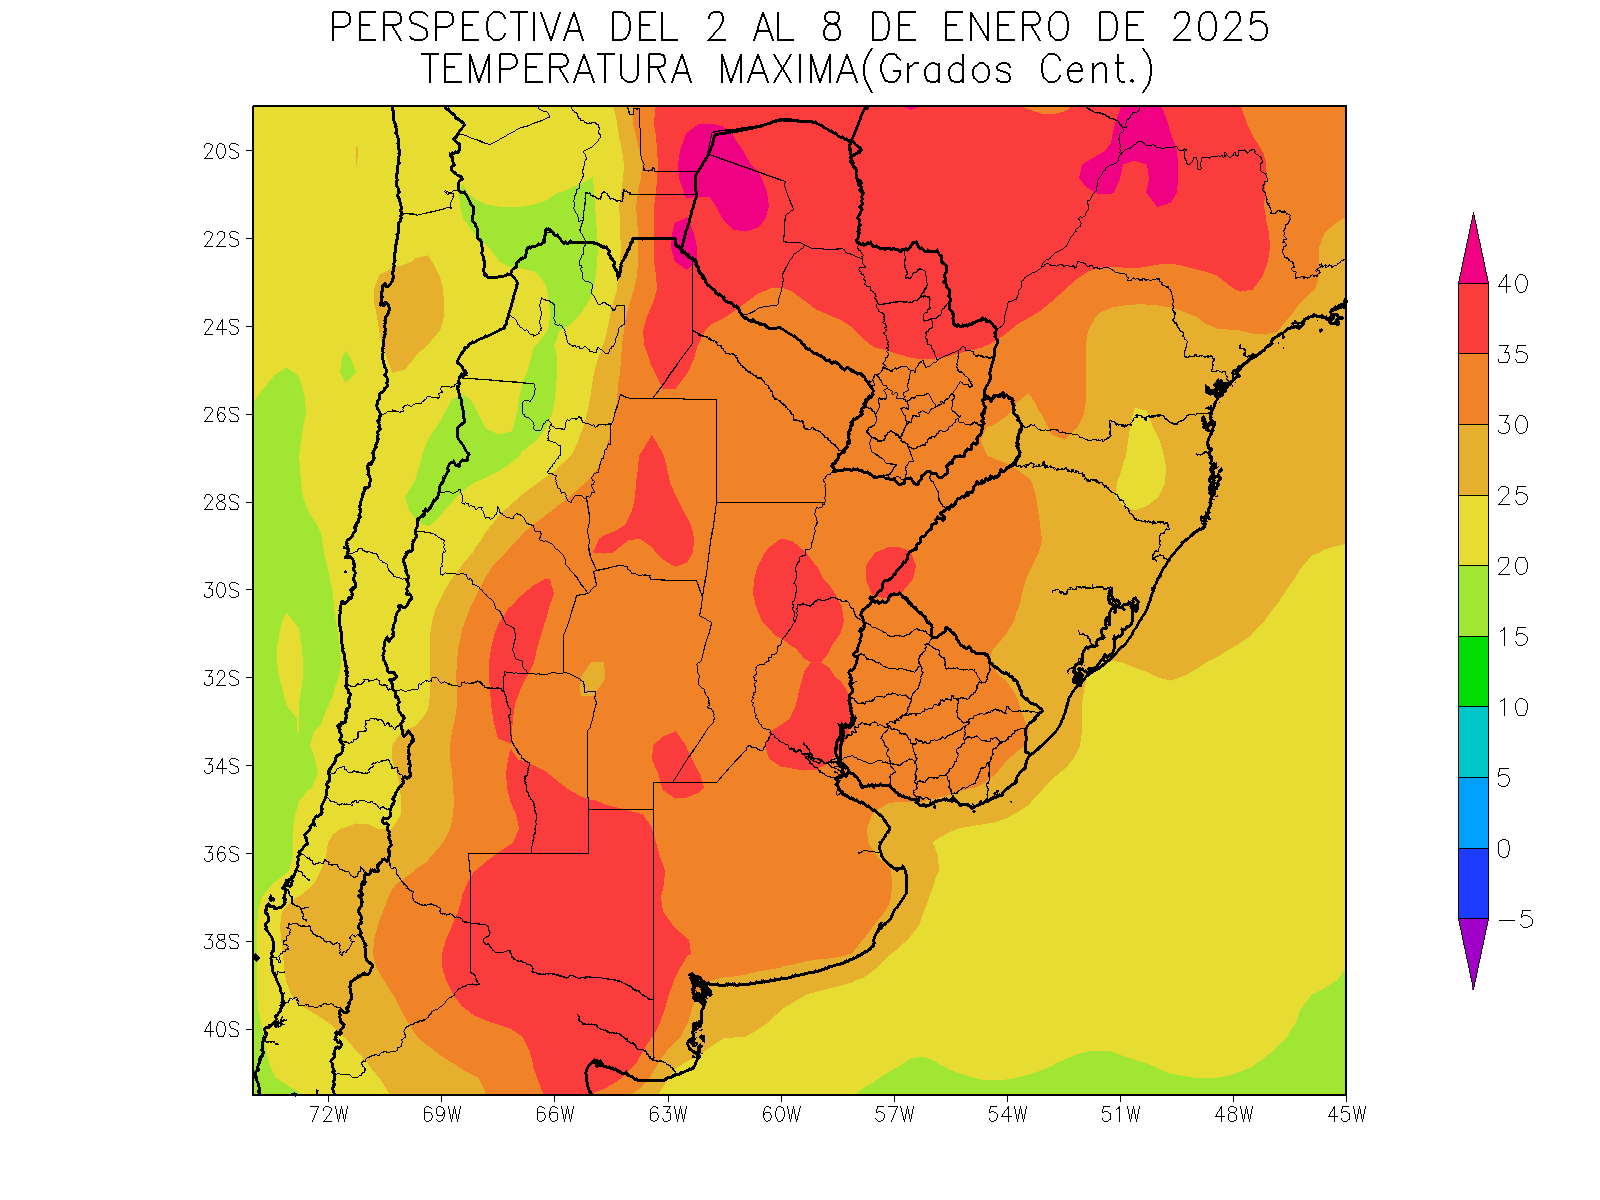 PERSPECTIVA DEL 2 AL 8 DE ENERO DE 2025
TEMPERATURA MAXIMA(Grados Cent.)
20S
22S
24S
26S
28S
30S
32S
34S
36S
38S
40S
72W 69W 66W 63W 60W 57W 54W 51W 48W 45W
40
35
30
25
20
15
10
5
0
−5